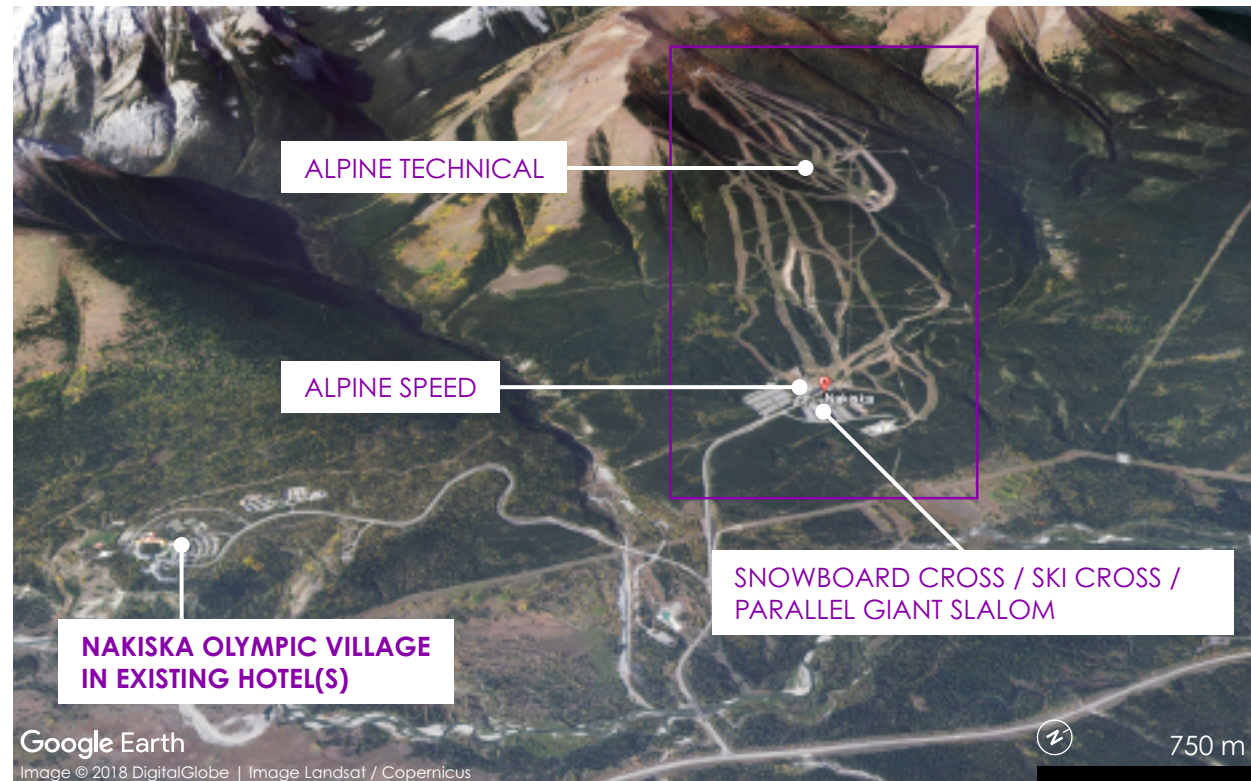 ALPINE TECHNICAL
ALPINE SPEED
Nakiska
SNOWBOARD CROSS / SKI CROSS /
PARALLEL GIANT SLALOM
NAKISKA OLYMPIC VILLAGE
IN EXISTING HOTEL(S)
Google Earth
Image © 2018 DigitalGlobe | Image Landsat / Copernicus
N
750 m